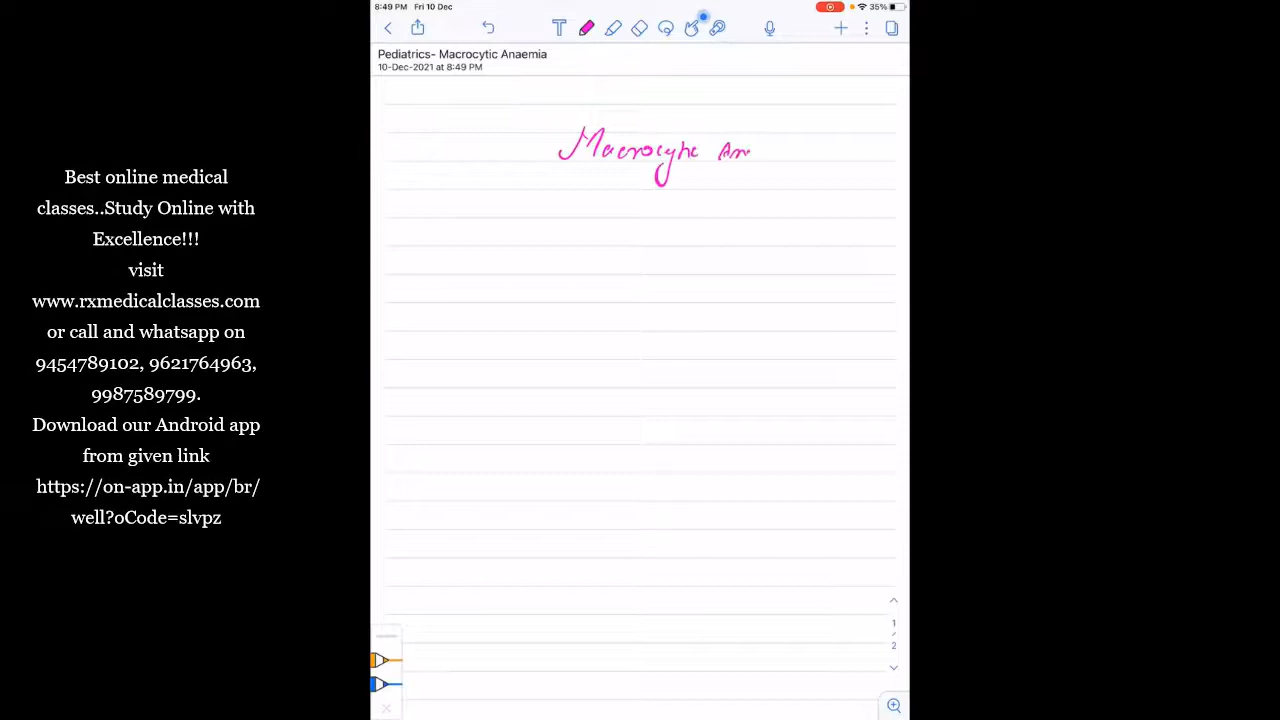 8:49 PM Fri 10 Dec
35%
Pediatrics- Macrocytic Anaemia
10-Dec-2021 at 8:49 PM
Macrocytic An
Best online medical
classes..Study Online with
Excellence!!!
visit
www.rxmedicalclasses.com
or call and whatsapp on
9454789102, 9621764963,
9987589799.
Download our Android app
from given link
https://on-app.in/app/br/
well?oCode=slvpz
1
/
2